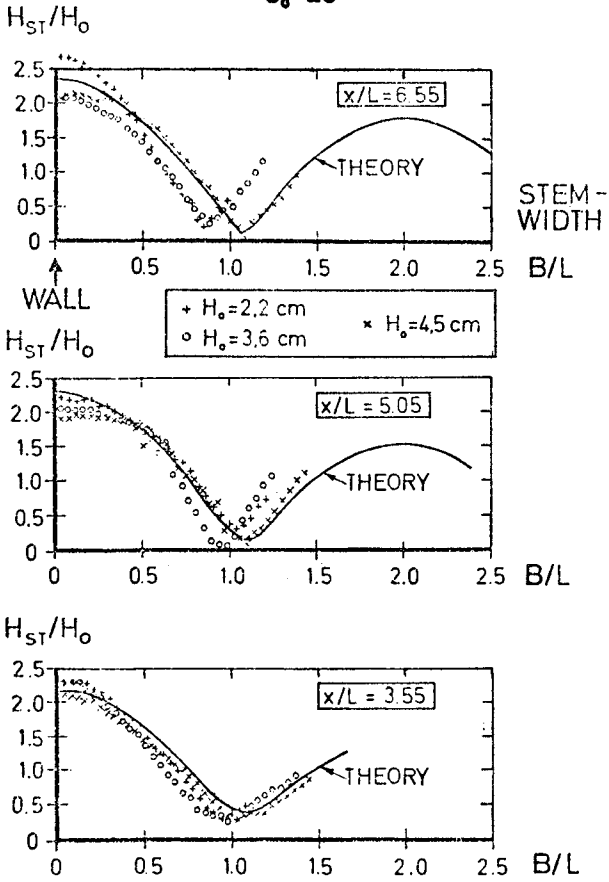 H_ST/H_o
2.5
2.0
1.5
1.0
0.5
0
x/L = 6.55
THEORY
0.5 1.0 1.5 2.0 2.5
STEM-
WIDTH
B/L
WALL
+ H_o=2,2 cm
o H_o=3,6 cm
× H_o=4,5 cm
H_ST/H_o
2.5
2.0
1.5
1.0
0.5
0
x/L = 5.05
THEORY
0 0.5 1.0 1.5 2.0 2.5 B/L
H_ST/H_o
2.5
2.0
1.5
1.0
0.5
0
x/L = 3.55
THEORY
0 0.5 1.0 1.5 2.0 2.5 B/L